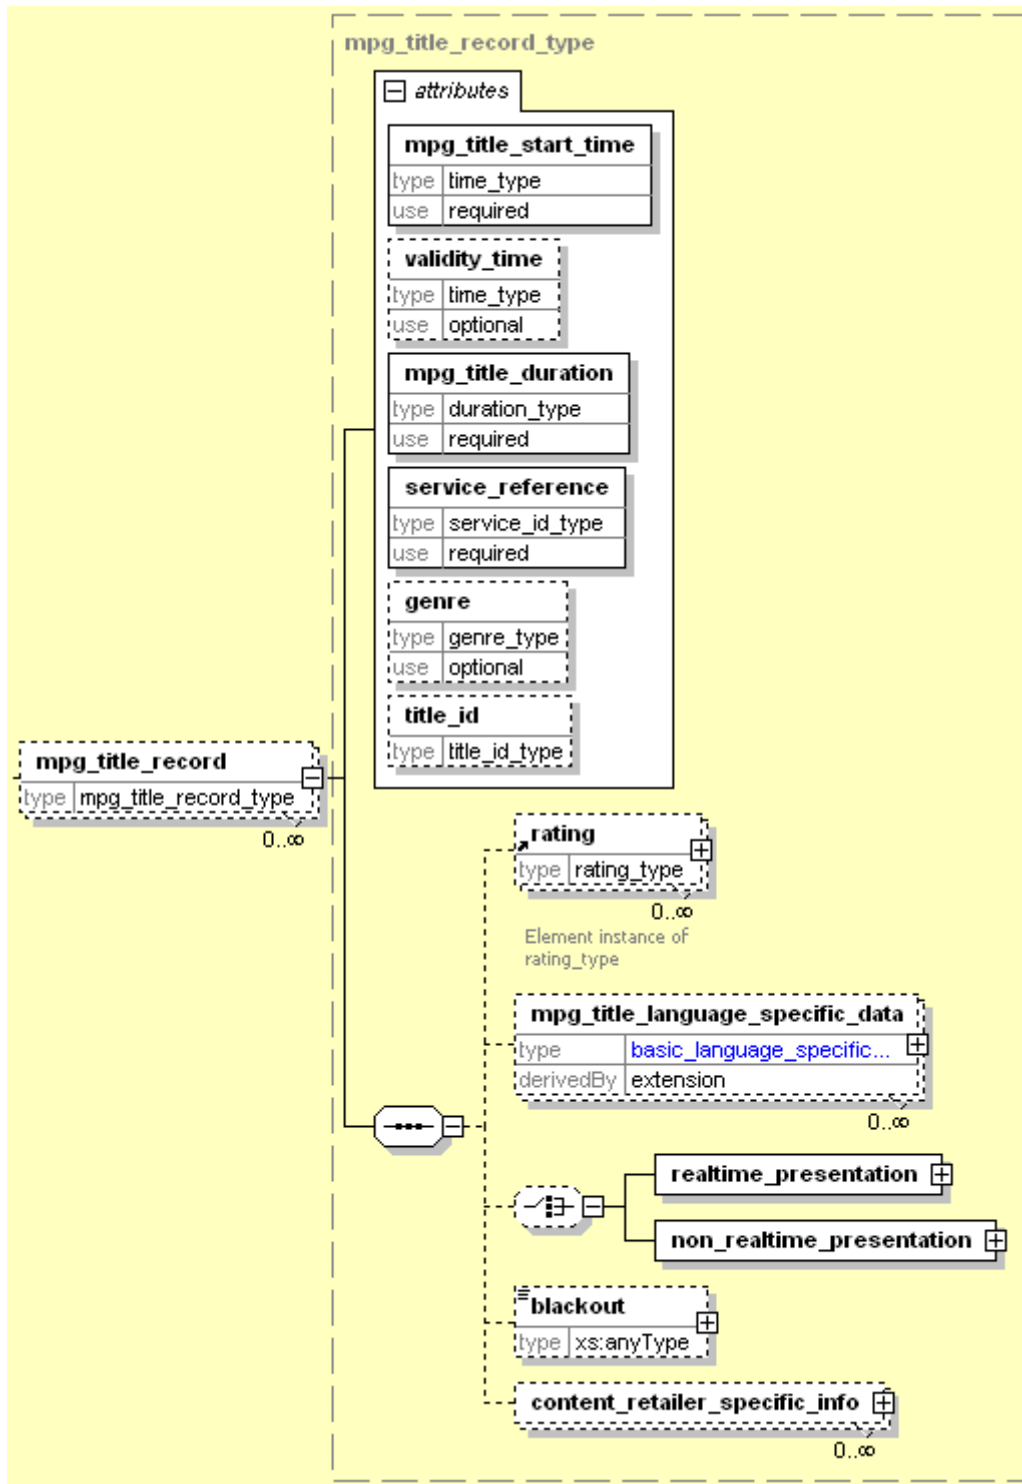 mpg_title_record_type
attributes
mpg_title_start_time
type time_type
use required
validity_time
type time_type
use optional
mpg_title_duration
type duration_type
use required
service_reference
type service_id_type
use required
genre
type genre_type
use optional
title_id
type title_id_type
mpg_title_record
type mpg_title_record_type
0..∞
rating
type rating_type
0..∞
Element instance of
rating_type
mpg_title_language_specific_data
type basic_language_specific...
derivedBy extension
0..∞
realtime_presentation
non_realtime_presentation
blackout
type xs:anyType
content_retailer_specific_info
0..∞